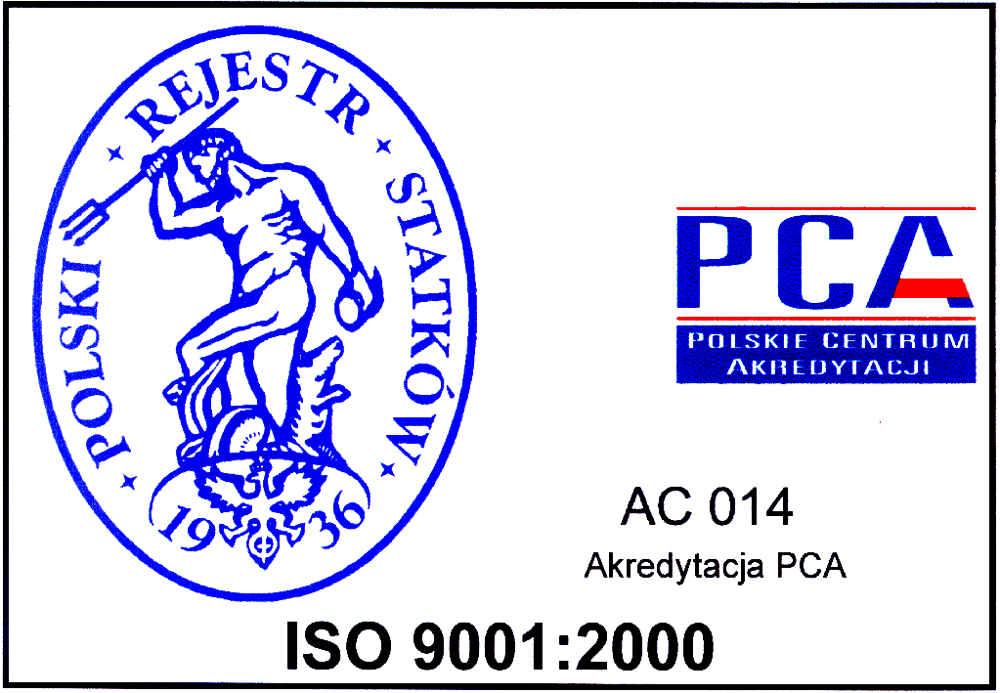 POLSKI REJESTR STATKÓW
1936
PCA
POLSKIE CENTRUM
AKREDYTACJI
AC 014
Akredytacja PCA
ISO 9001:2000